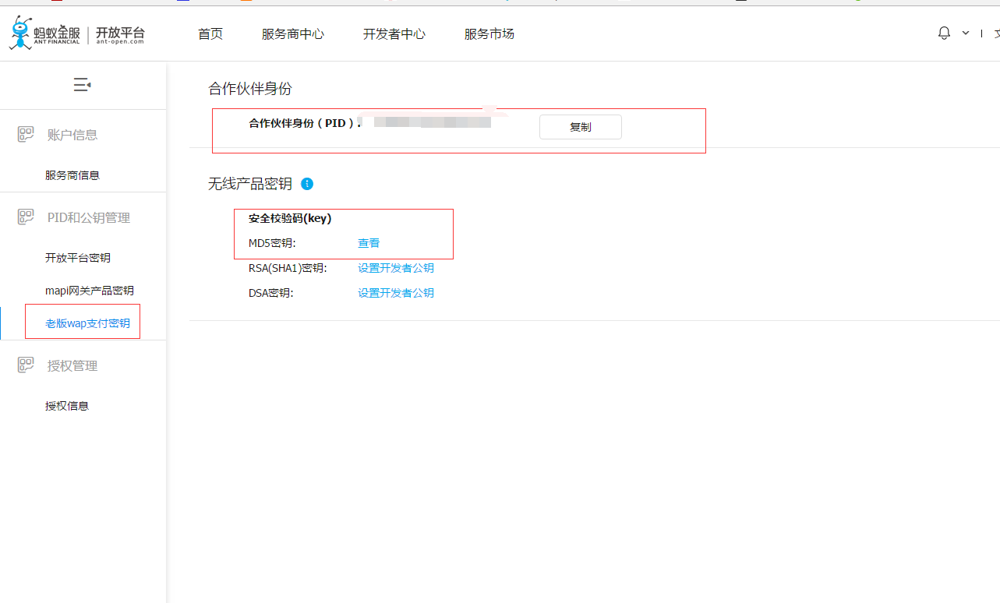 蚂蚁金服 开放平台
ANT FINANCIAL ant-open.com
首页 服务商中心 开发者中心 服务市场
账户信息
服务商信息
PID和公钥管理
开放平台密钥
mapi网关产品密钥
老版wap支付密钥
授权管理
授权信息
合作伙伴身份
合作伙伴身份（PID）: 复制
无线产品密钥
安全校验码(key)
MD5密钥: 查看
RSA(SHA1)密钥: 设置开发者公钥
DSA密钥: 设置开发者公钥